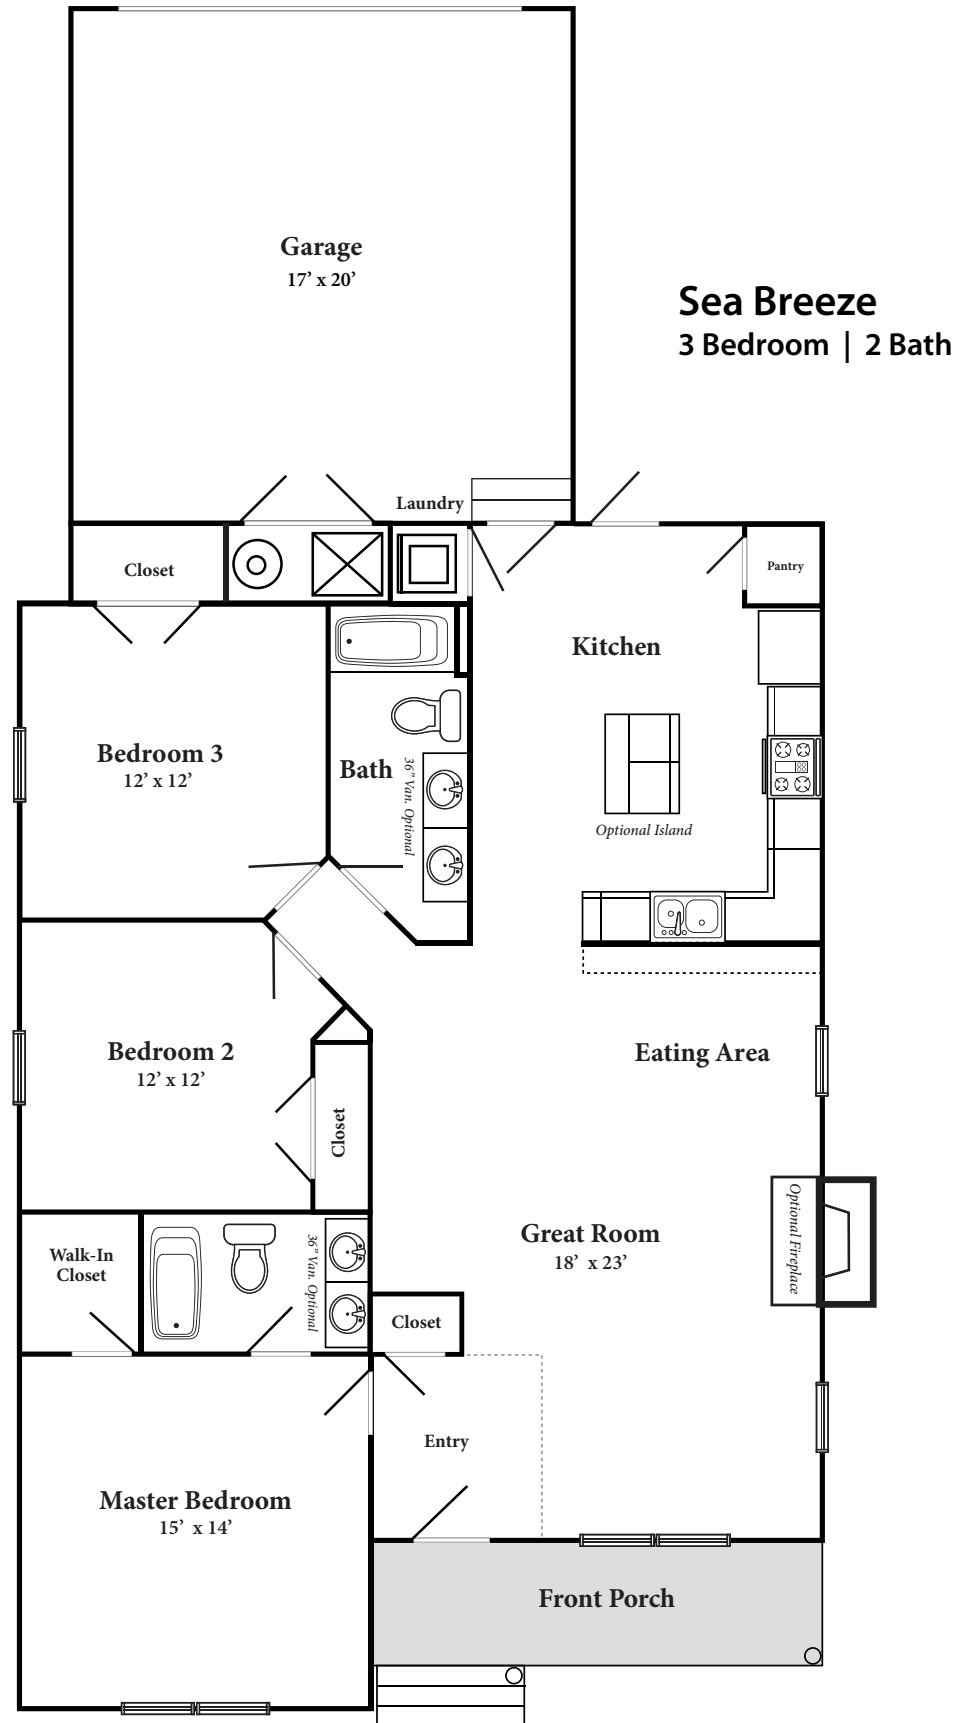 Garage
17’ x 20’
Sea Breeze
3 Bedroom | 2 Bath
Laundry
Closet
Pantry
Kitchen
Bedroom 3
12’ x 12’
Bath
36” Van. Optional
Optional Island
Bedroom 2
12’ x 12’
Eating Area
Closet
Optional Fireplace
Great Room
18’ x 23’
Walk-In
Closet
36” Van. Optional
Closet
Entry
Master Bedroom
15’ x 14’
Front Porch